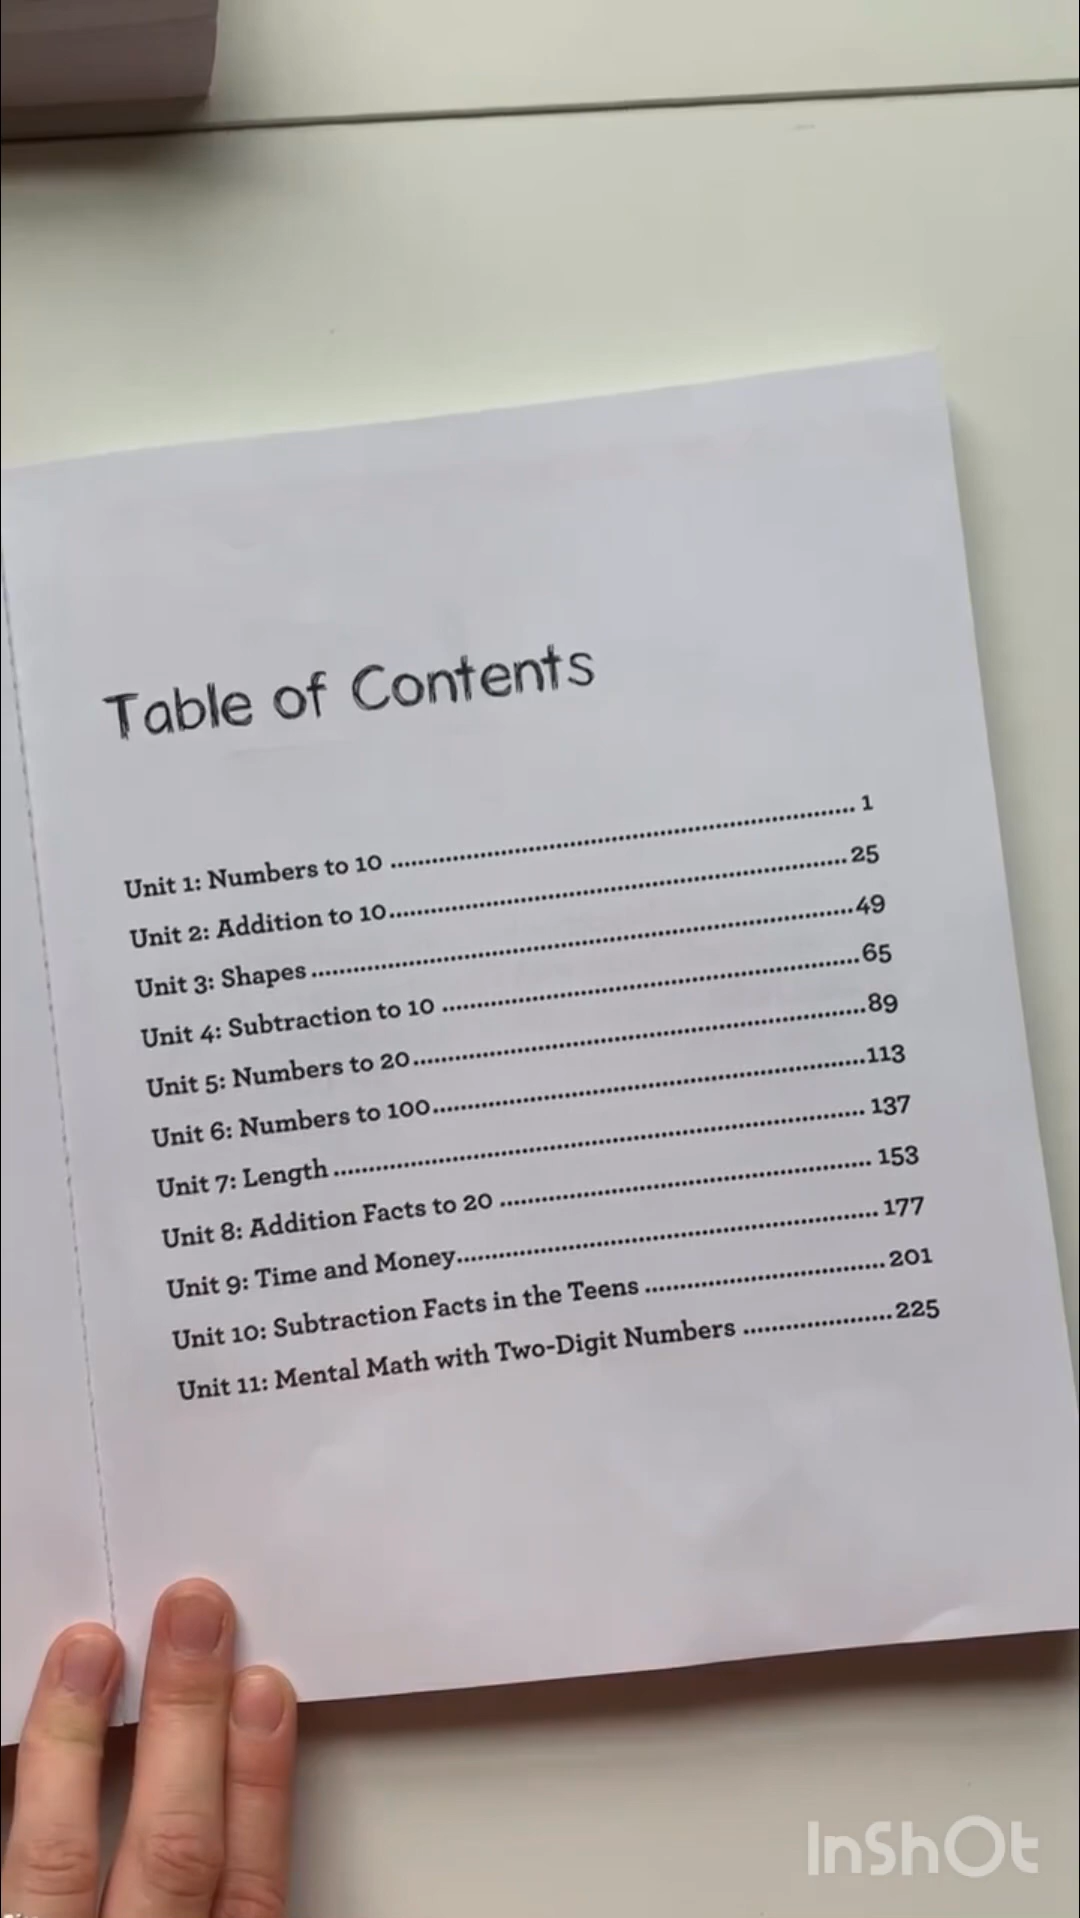 Table of Contents
Unit 1: Numbers to 10 ........ 1
Unit 2: Addition to 10 ........ 25
Unit 3: Shapes ........ 49
Unit 4: Subtraction to 10 ........ 65
Unit 5: Numbers to 20 ........ 89
Unit 6: Numbers to 100 ........ 113
Unit 7: Length ........ 137
Unit 8: Addition Facts to 20 ........ 153
Unit 9: Time and Money ........ 177
Unit 10: Subtraction Facts in the Teens ........ 201
Unit 11: Mental Math with Two-Digit Numbers ........ 225
InShOt